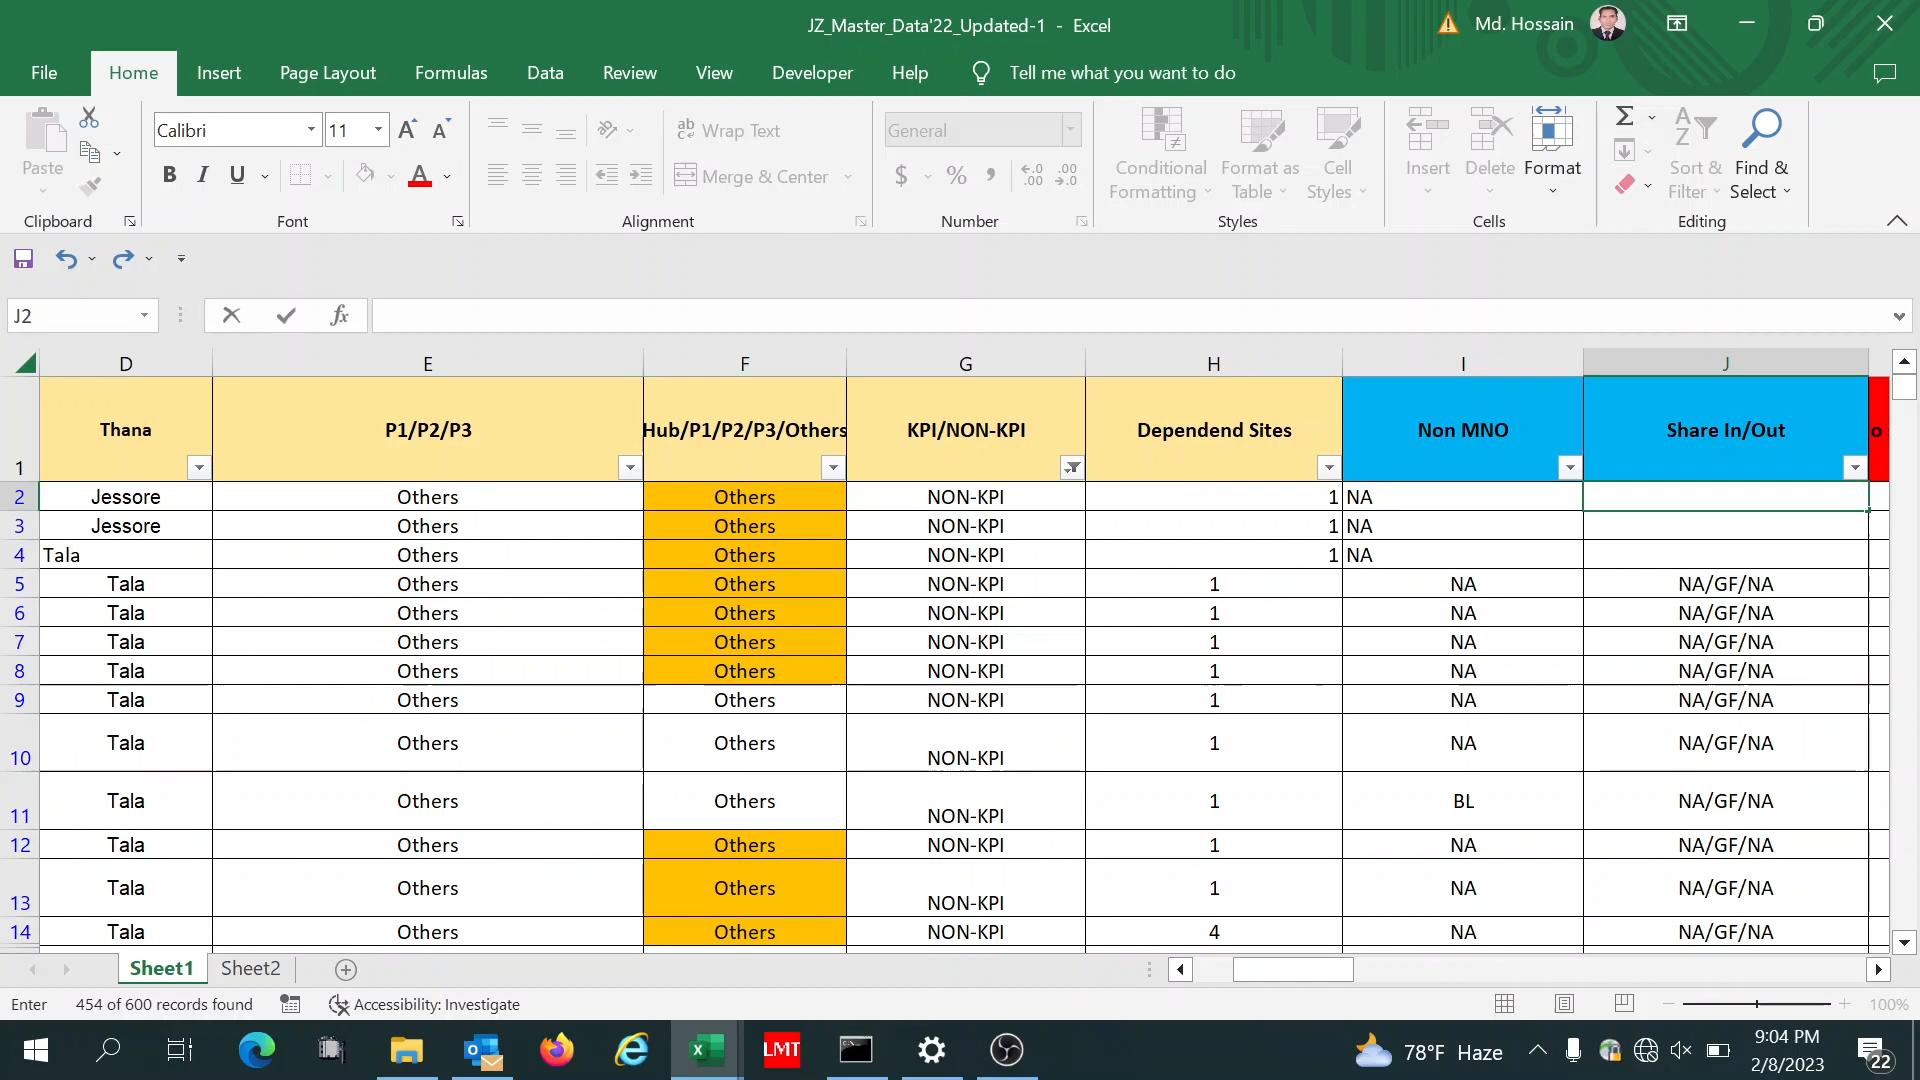 JZ_Master_Data'22_Updated-1 - Excel
Md. Hossain
File Home Insert Page Layout Formulas Data Review View Developer Help Tell me what you want to do
Paste
Clipboard
Calibri 11
B I U A
Font
ab Wrap Text
Merge & Center
Alignment
General
$ % ,
Number
Conditional Formatting
Format as Table
Cell Styles
Styles
Insert Delete Format
Cells
Sort & Filter
Find & Select
Editing
J2 fx
D E F G H I J
1 Thana P1/P2/P3 Hub/P1/P2/P3/Others KPI/NON-KPI Dependend Sites Non MNO Share In/Out o
2 Jessore Others Others NON-KPI 1 NA
3 Jessore Others Others NON-KPI 1 NA
4 Tala Others Others NON-KPI 1 NA
5 Tala Others Others NON-KPI 1 NA NA/GF/NA
6 Tala Others Others NON-KPI 1 NA NA/GF/NA
7 Tala Others Others NON-KPI 1 NA NA/GF/NA
8 Tala Others Others NON-KPI 1 NA NA/GF/NA
9 Tala Others Others NON-KPI 1 NA NA/GF/NA
10 Tala Others Others NON-KPI 1 NA NA/GF/NA
11 Tala Others Others NON-KPI 1 BL NA/GF/NA
12 Tala Others Others NON-KPI 1 NA NA/GF/NA
13 Tala Others Others NON-KPI 1 NA NA/GF/NA
14 Tala Others Others NON-KPI 4 NA NA/GF/NA
Sheet1 Sheet2
Enter 454 of 600 records found Accessibility: Investigate 100%
LMT
78°F Haze
9:04 PM
2/8/2023
22